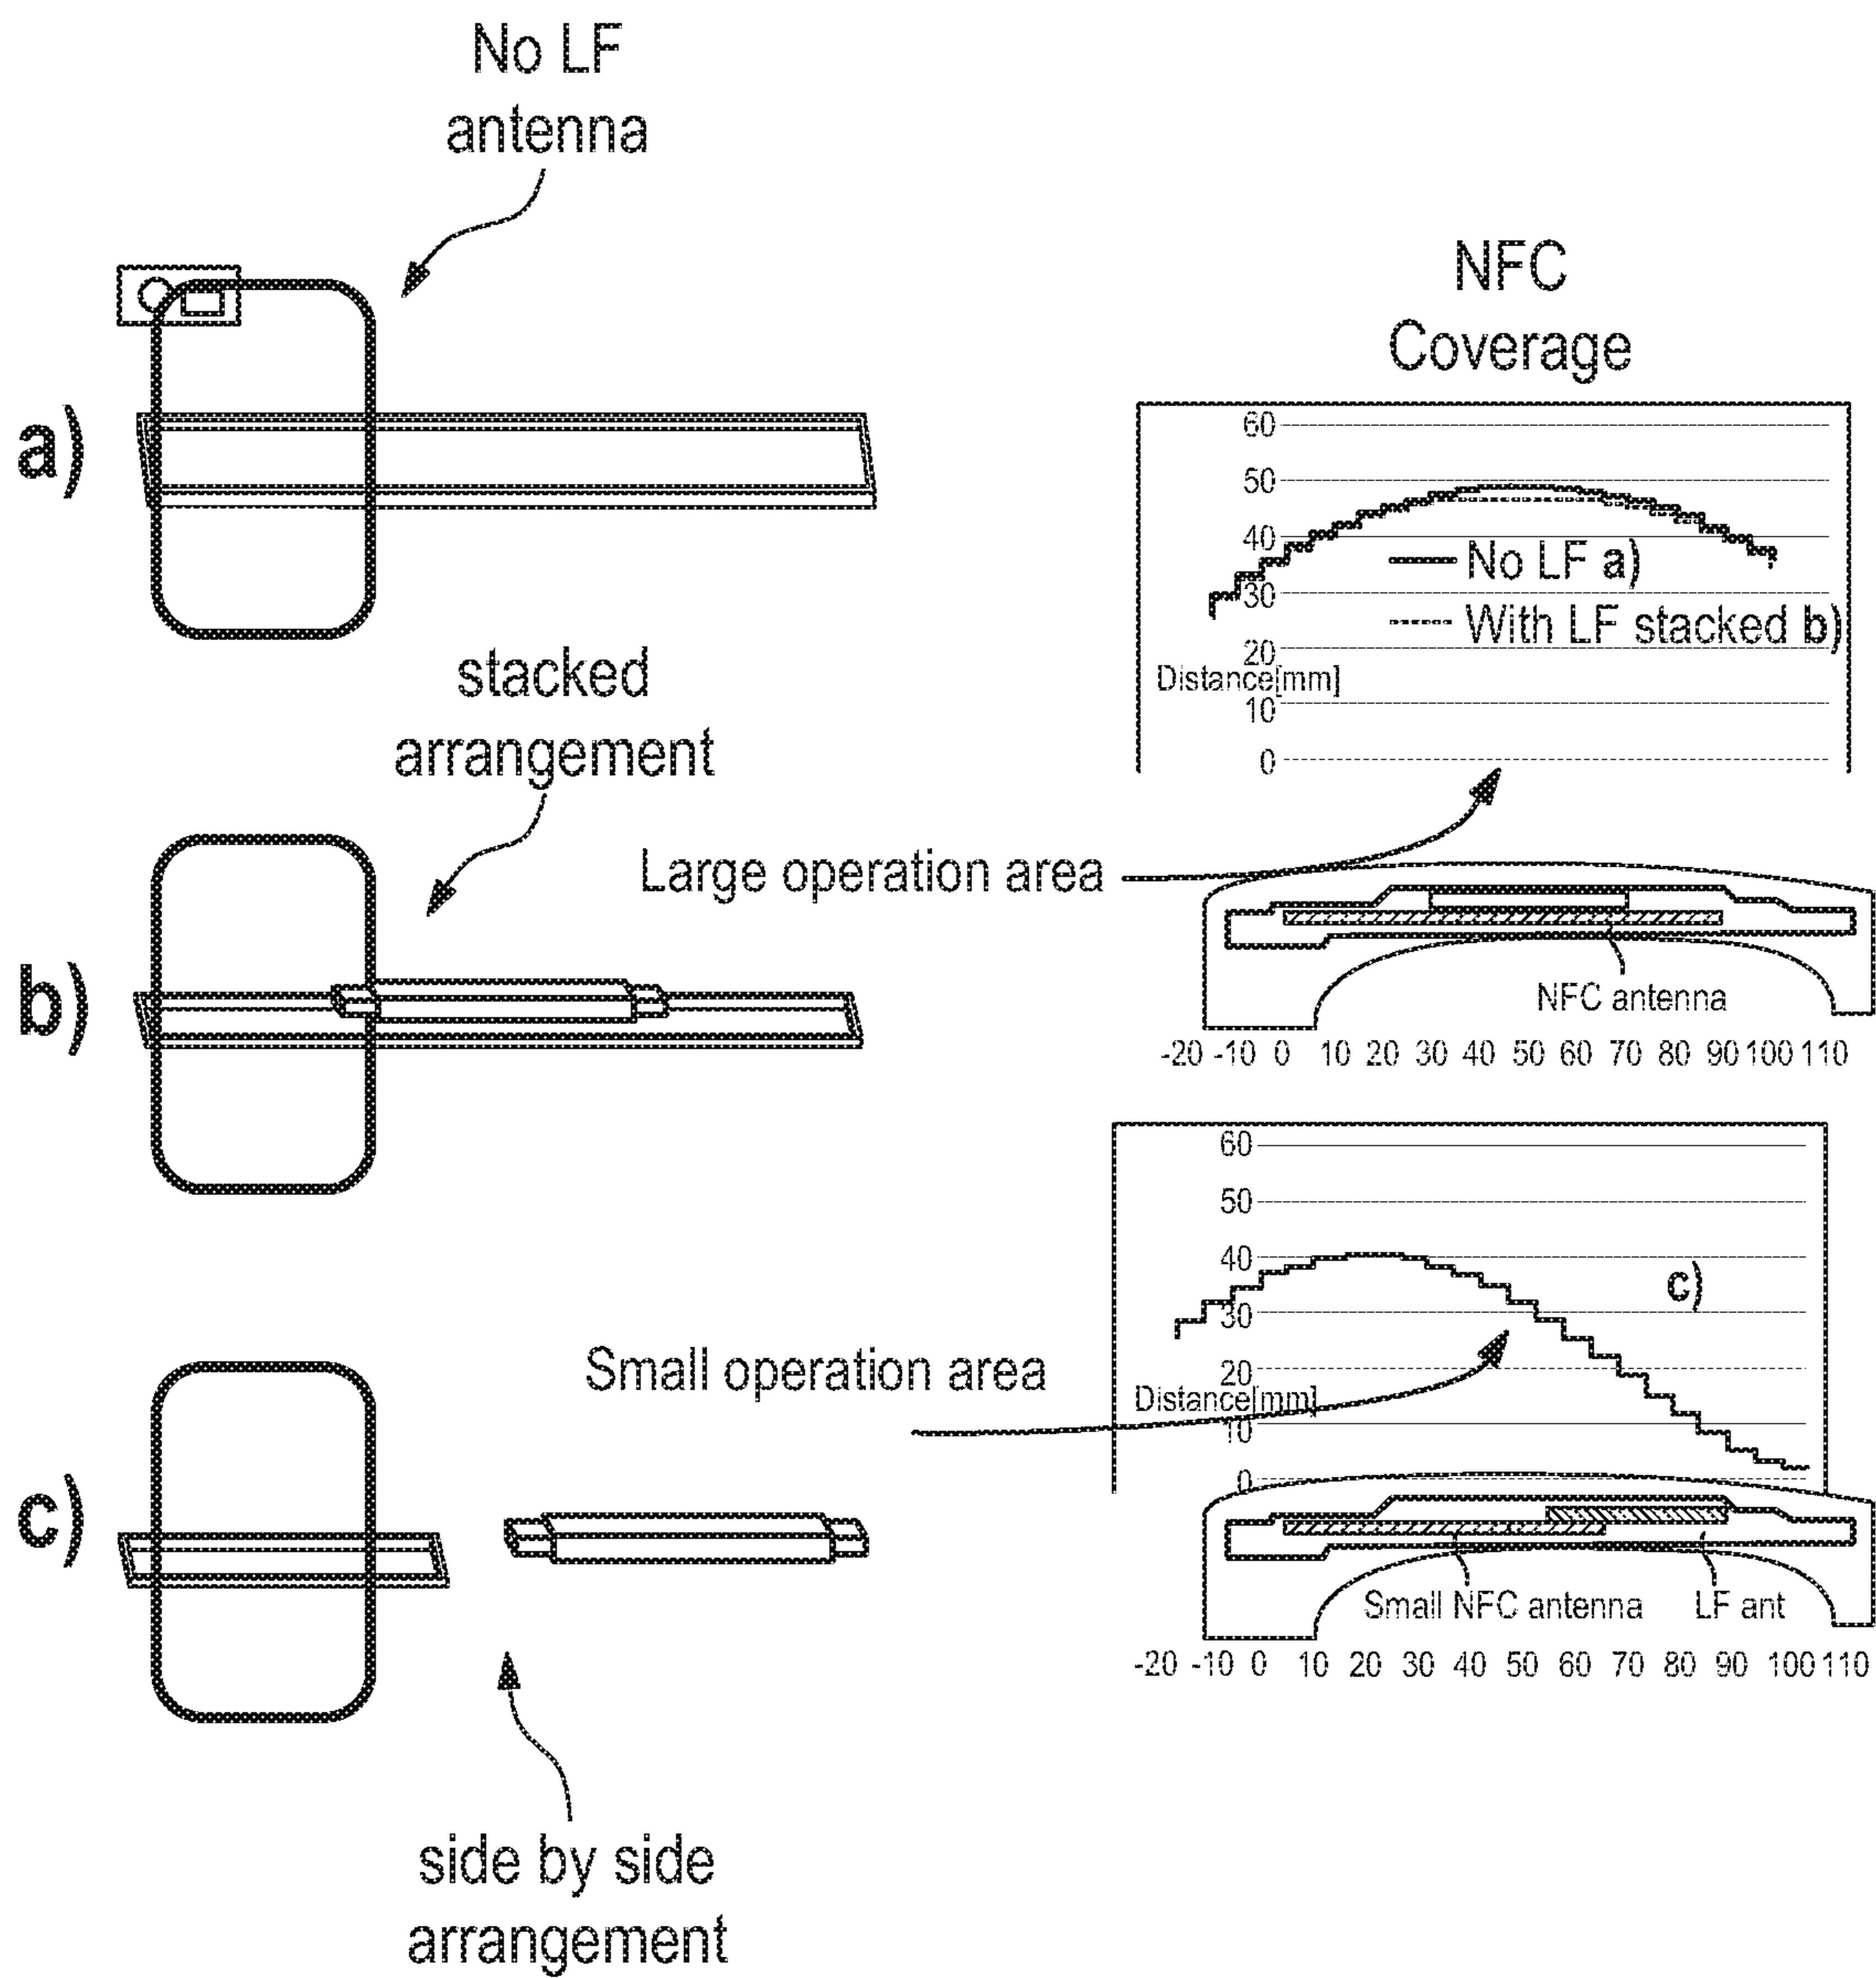 No LF
antenna
a)
NFC
Coverage
60
50
40
No LF a)
30
With LF stacked b)
20
Distance[mm]
10
0
stacked
arrangement
b)
Large operation area
NFC antenna
-20 -10 0 10 20 30 40 50 60 70 80 90 100 110
60
50
40
c)
30
20
Distance[mm]
10
0
Small operation area
c)
Small NFC antenna LF ant
-20 -10 0 10 20 30 40 50 60 70 80 90 100 110
side by side
arrangement